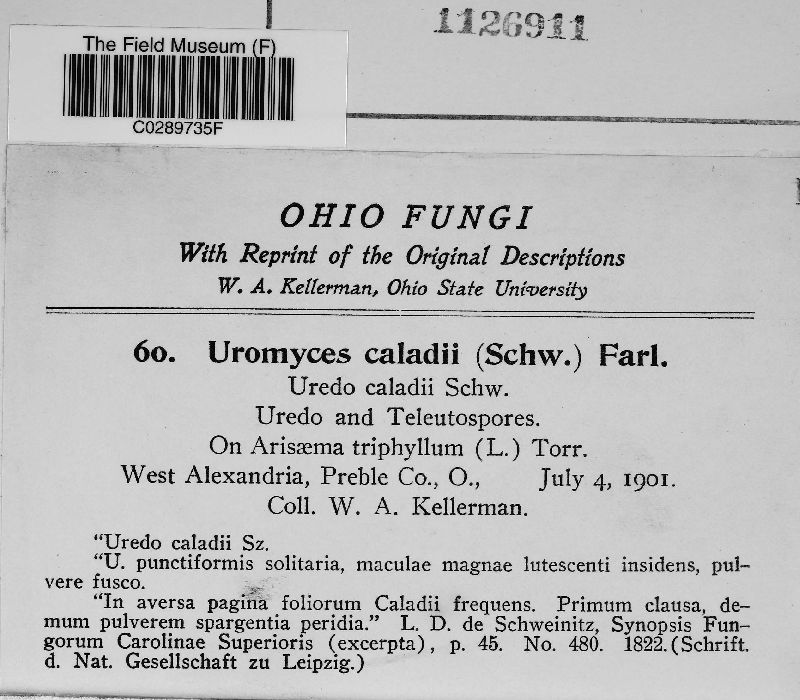 1126911
The Field Museum (F)
C0289735F
OHIO FUNGI
With Reprint of the Original Descriptions
W. A. Kellerman, Ohio State University
60. Uromyces caladii (Schw.) Farl.
Uredo caladii Schw.
Uredo and Teleutospores.
On Arisæma triphyllum (L.) Torr.
West Alexandria, Preble Co., O., July 4, 1901.
Coll. W. A. Kellerman.
“Uredo caladii Sz.
“U. punctiformis solitaria, maculae magnae lutescenti insidens, pul-
vere fusco.
“In aversa pagina foliorum Caladii frequens. Primum clausa, de-
mum pulverem spargentia peridia.” L. D. de Schweinitz, Synopsis Fun-
gorum Carolinae Superioris (excerpta), p. 45. No. 480. 1822. (Schrift.
d. Nat. Gesellschaft zu Leipzig.)